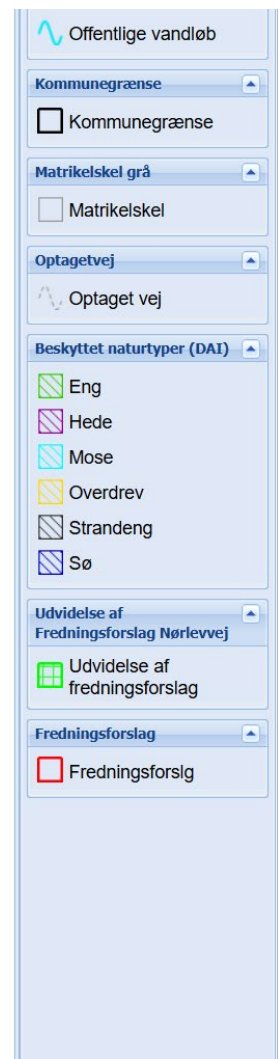 Offentlige vandløb
Kommunegrænse
Kommunegrænse
Matrikelskel grå
Matrikelskel
Optagetvej
Optaget vej
Beskyttet naturtyper (DAI)
Eng
Hede
Mose
Overdrev
Strandeng
Sø
Udvidelse af
Fredningsforslag Nørlevvej
Udvidelse af
fredningsforslag
Fredningsforslag
Fredningsforslg